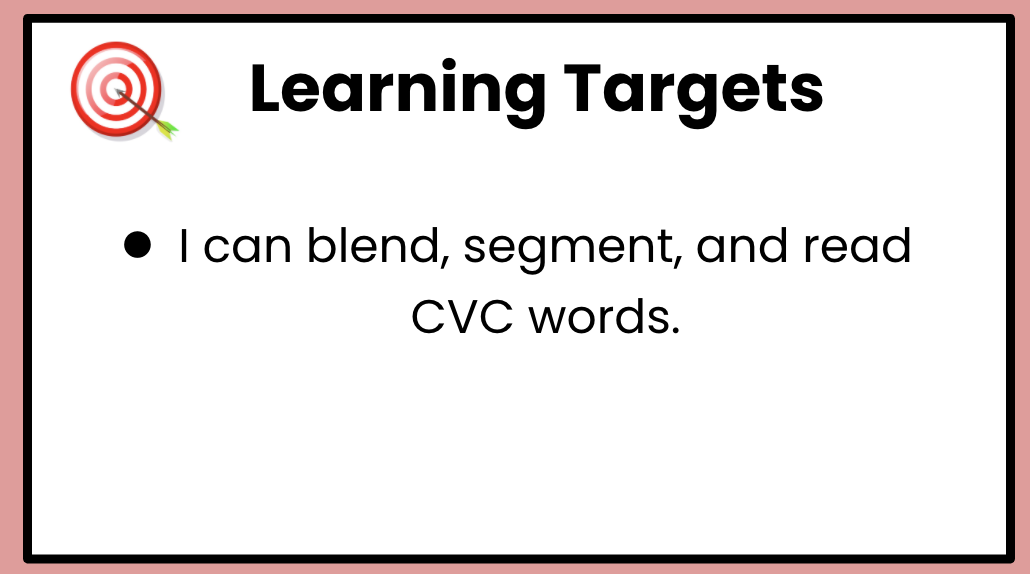 Learning Targets
● I can blend, segment, and read
CVC words.